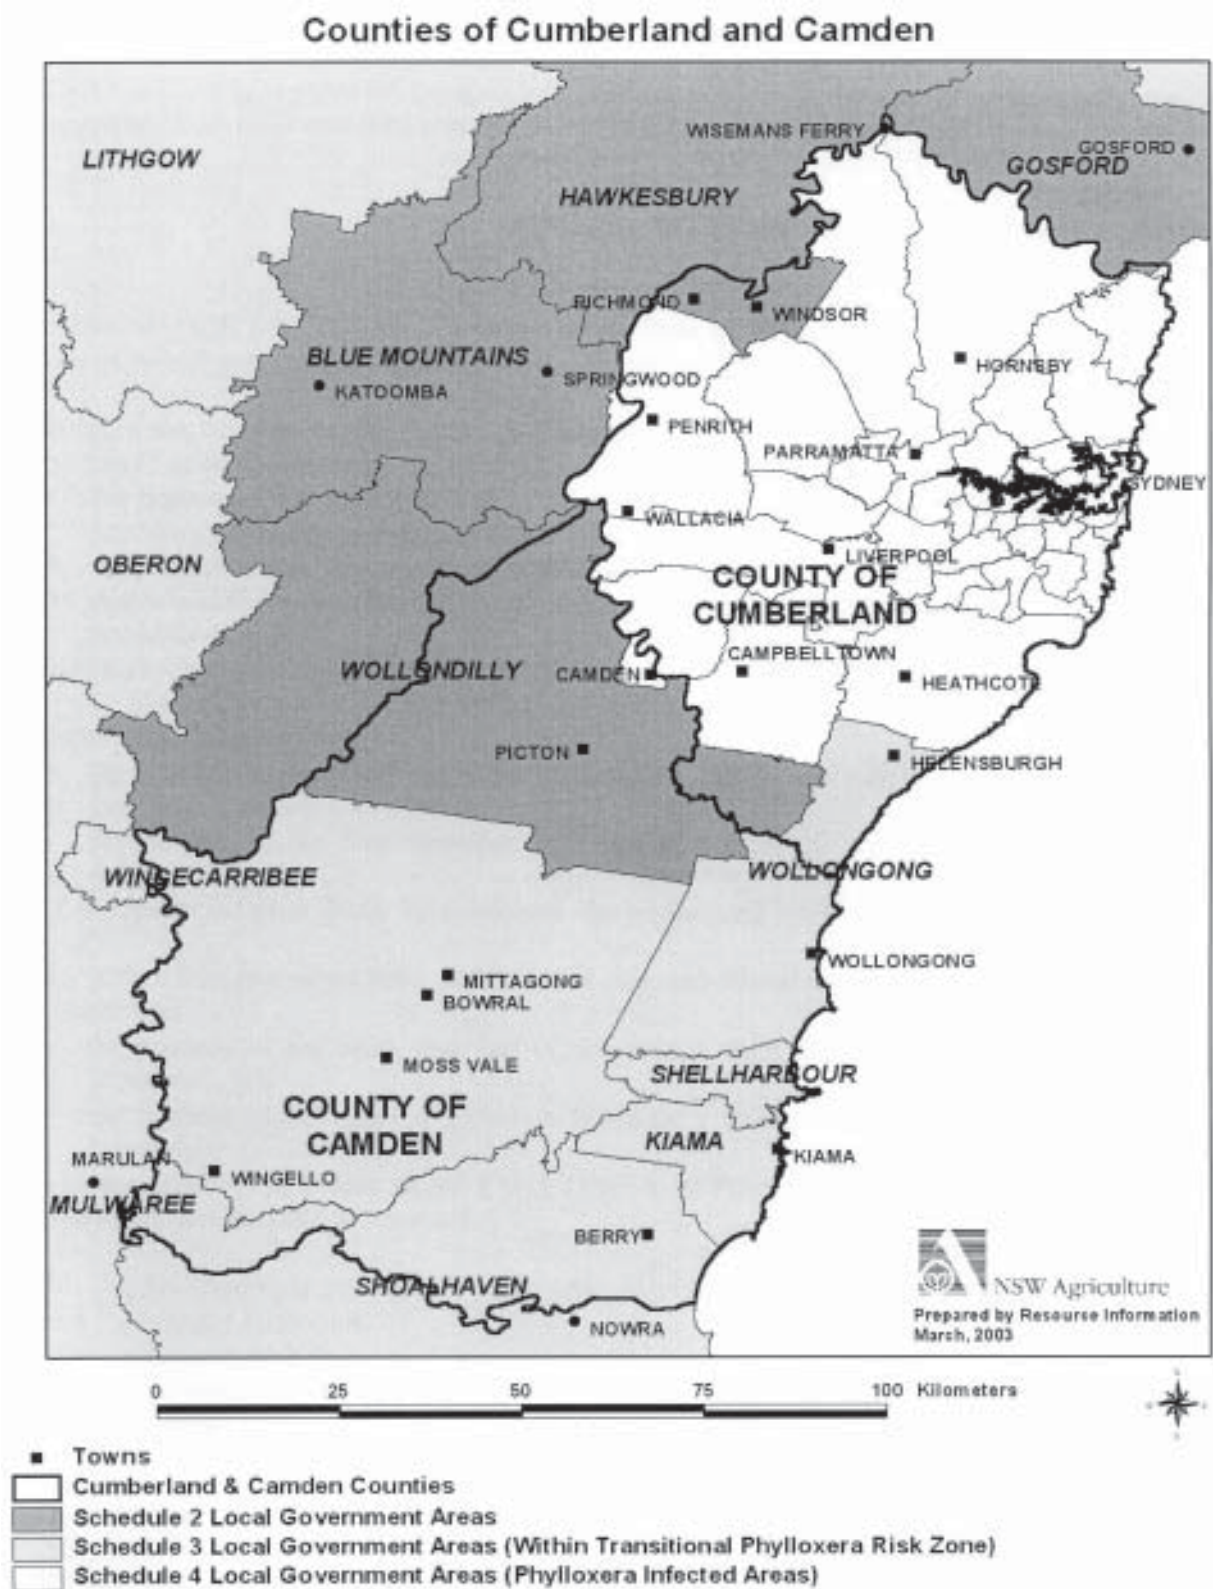 Counties of Cumberland and Camden
WISEMANS FERRY
GOSFORD
LITHGOW
GOSFORD
HAWKESBURY
RICHMOND
WINDSOR
BLUE MOUNTAINS
HORNSBY
SPRINGWOOD
KATOOMBA
PENRITH
PARRAMATTA
SYDNEY
WALLACIA
LIVERPOOL
OBERON
COUNTY OF
CUMBERLAND
CAMPBELLTOWN
WOLLONDILLY
CAMDEN
HEATHCOTE
PICTON
HELENSBURGH
WOLLONGONG
WINGECARRIBEE
WOLLONGONG
MITTAGONG
BOWRAL
MOSS VALE
SHELLHARBOUR
COUNTY OF
CAMDEN
KIAMA
KIAMA
MARULAN
WINGELLO
MULWAREE
BERRY
SHOALHAVEN
NOWRA
NSW Agriculture
Prepared by Resourse Information
March, 2003
0 25 50 75 100 Kilometers
Towns
Cumberland & Camden Counties
Schedule 2 Local Government Areas
Schedule 3 Local Government Areas (Within Transitional Phylloxera Risk Zone)
Schedule 4 Local Government Areas (Phylloxera Infected Areas)